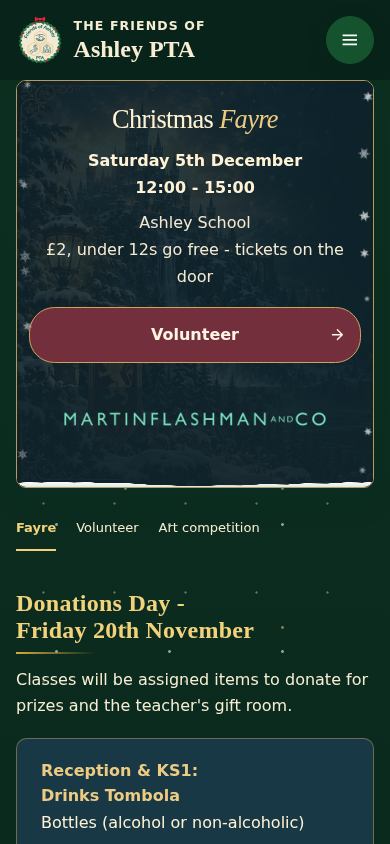 THE FRIENDS OF
Ashley PTA
Christmas Fayre
Saturday 5th December
12:00 - 15:00
Ashley School
£2, under 12s go free - tickets on the
door
Volunteer
MARTINFLASHMANANDCO
Fayre
Volunteer
Art competition
Donations Day -
Friday 20th November
Classes will be assigned items to donate for
prizes and the teacher's gift room.
Reception & KS1:
Drinks Tombola
Bottles (alcohol or non-alcoholic)